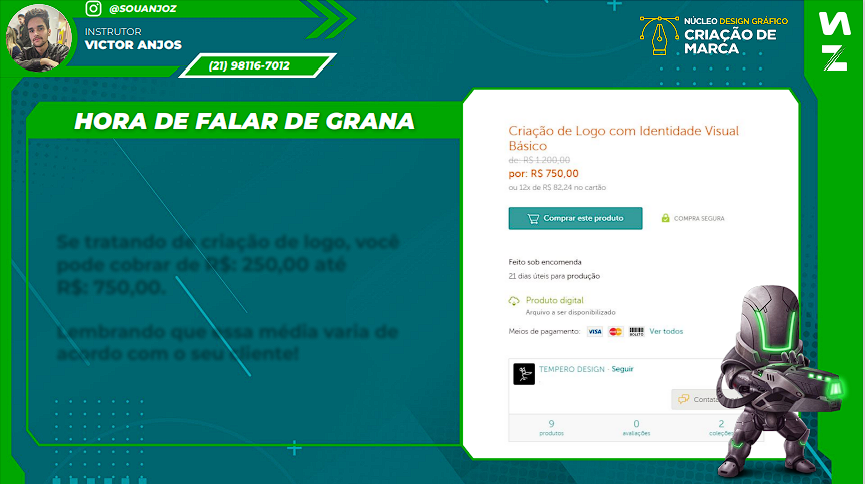 @SOUANJOZ
INSTRUTOR
VICTOR ANJOS
(21) 98116-7012
NÚCLEO DESIGN GRÁFICO
CRIAÇÃO DE
MARCA
HORA DE FALAR DE GRANA
Se tratando de criação de logo, você
pode cobrar de R$: 250,00 até
R$: 750,00.
Lembrando que essa média varia de
acordo com o seu cliente!
Criação de Logo com Identidade Visual
Básico
de: R$ 1.200,00
por: R$ 750,00
ou 12x de R$ 82,24 no cartão
Comprar este produto
COMPRA SEGURA
Feito sob encomenda
21 dias úteis para produção
Produto digital
Arquivo a ser disponibilizado
Meios de pagamento: VISA MasterCard BOLETO Ver todos
TEMPERO DESIGN · Seguir
Contat
9 0 2
produtos avaliações coleções